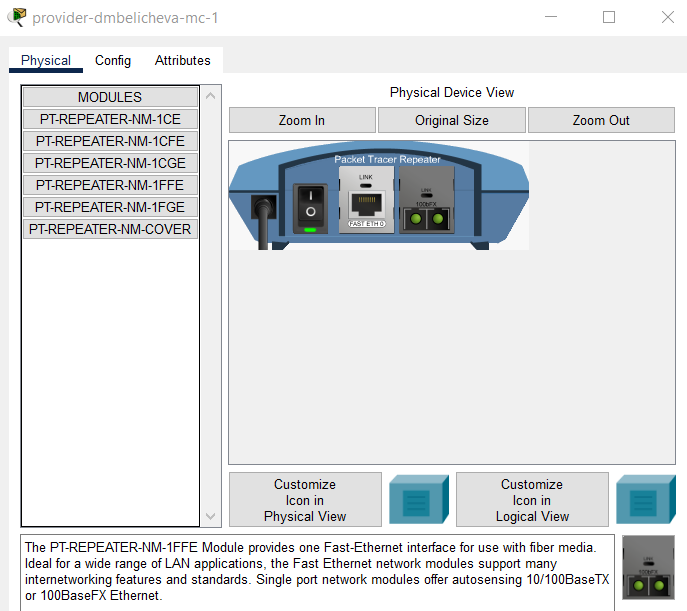 provider-dmbelicheva-mc-1
Physical Config Attributes
MODULES
PT-REPEATER-NM-1CE
PT-REPEATER-NM-1CFE
PT-REPEATER-NM-1CGE
PT-REPEATER-NM-1FFE
PT-REPEATER-NM-1FGE
PT-REPEATER-NM-COVER
Physical Device View
Zoom In Original Size Zoom Out
Packet Tracer Repeater
LINK
LINK
100bFX
FAST ETH 0
Customize
Icon in
Physical View
Customize
Icon in
Logical View
The PT-REPEATER-NM-1FFE Module provides one Fast-Ethernet interface for use with fiber media.
Ideal for a wide range of LAN applications, the Fast Ethernet network modules support many
internetworking features and standards. Single port network modules offer autosensing 10/100BaseTX
or 100BaseFX Ethernet.
LINK